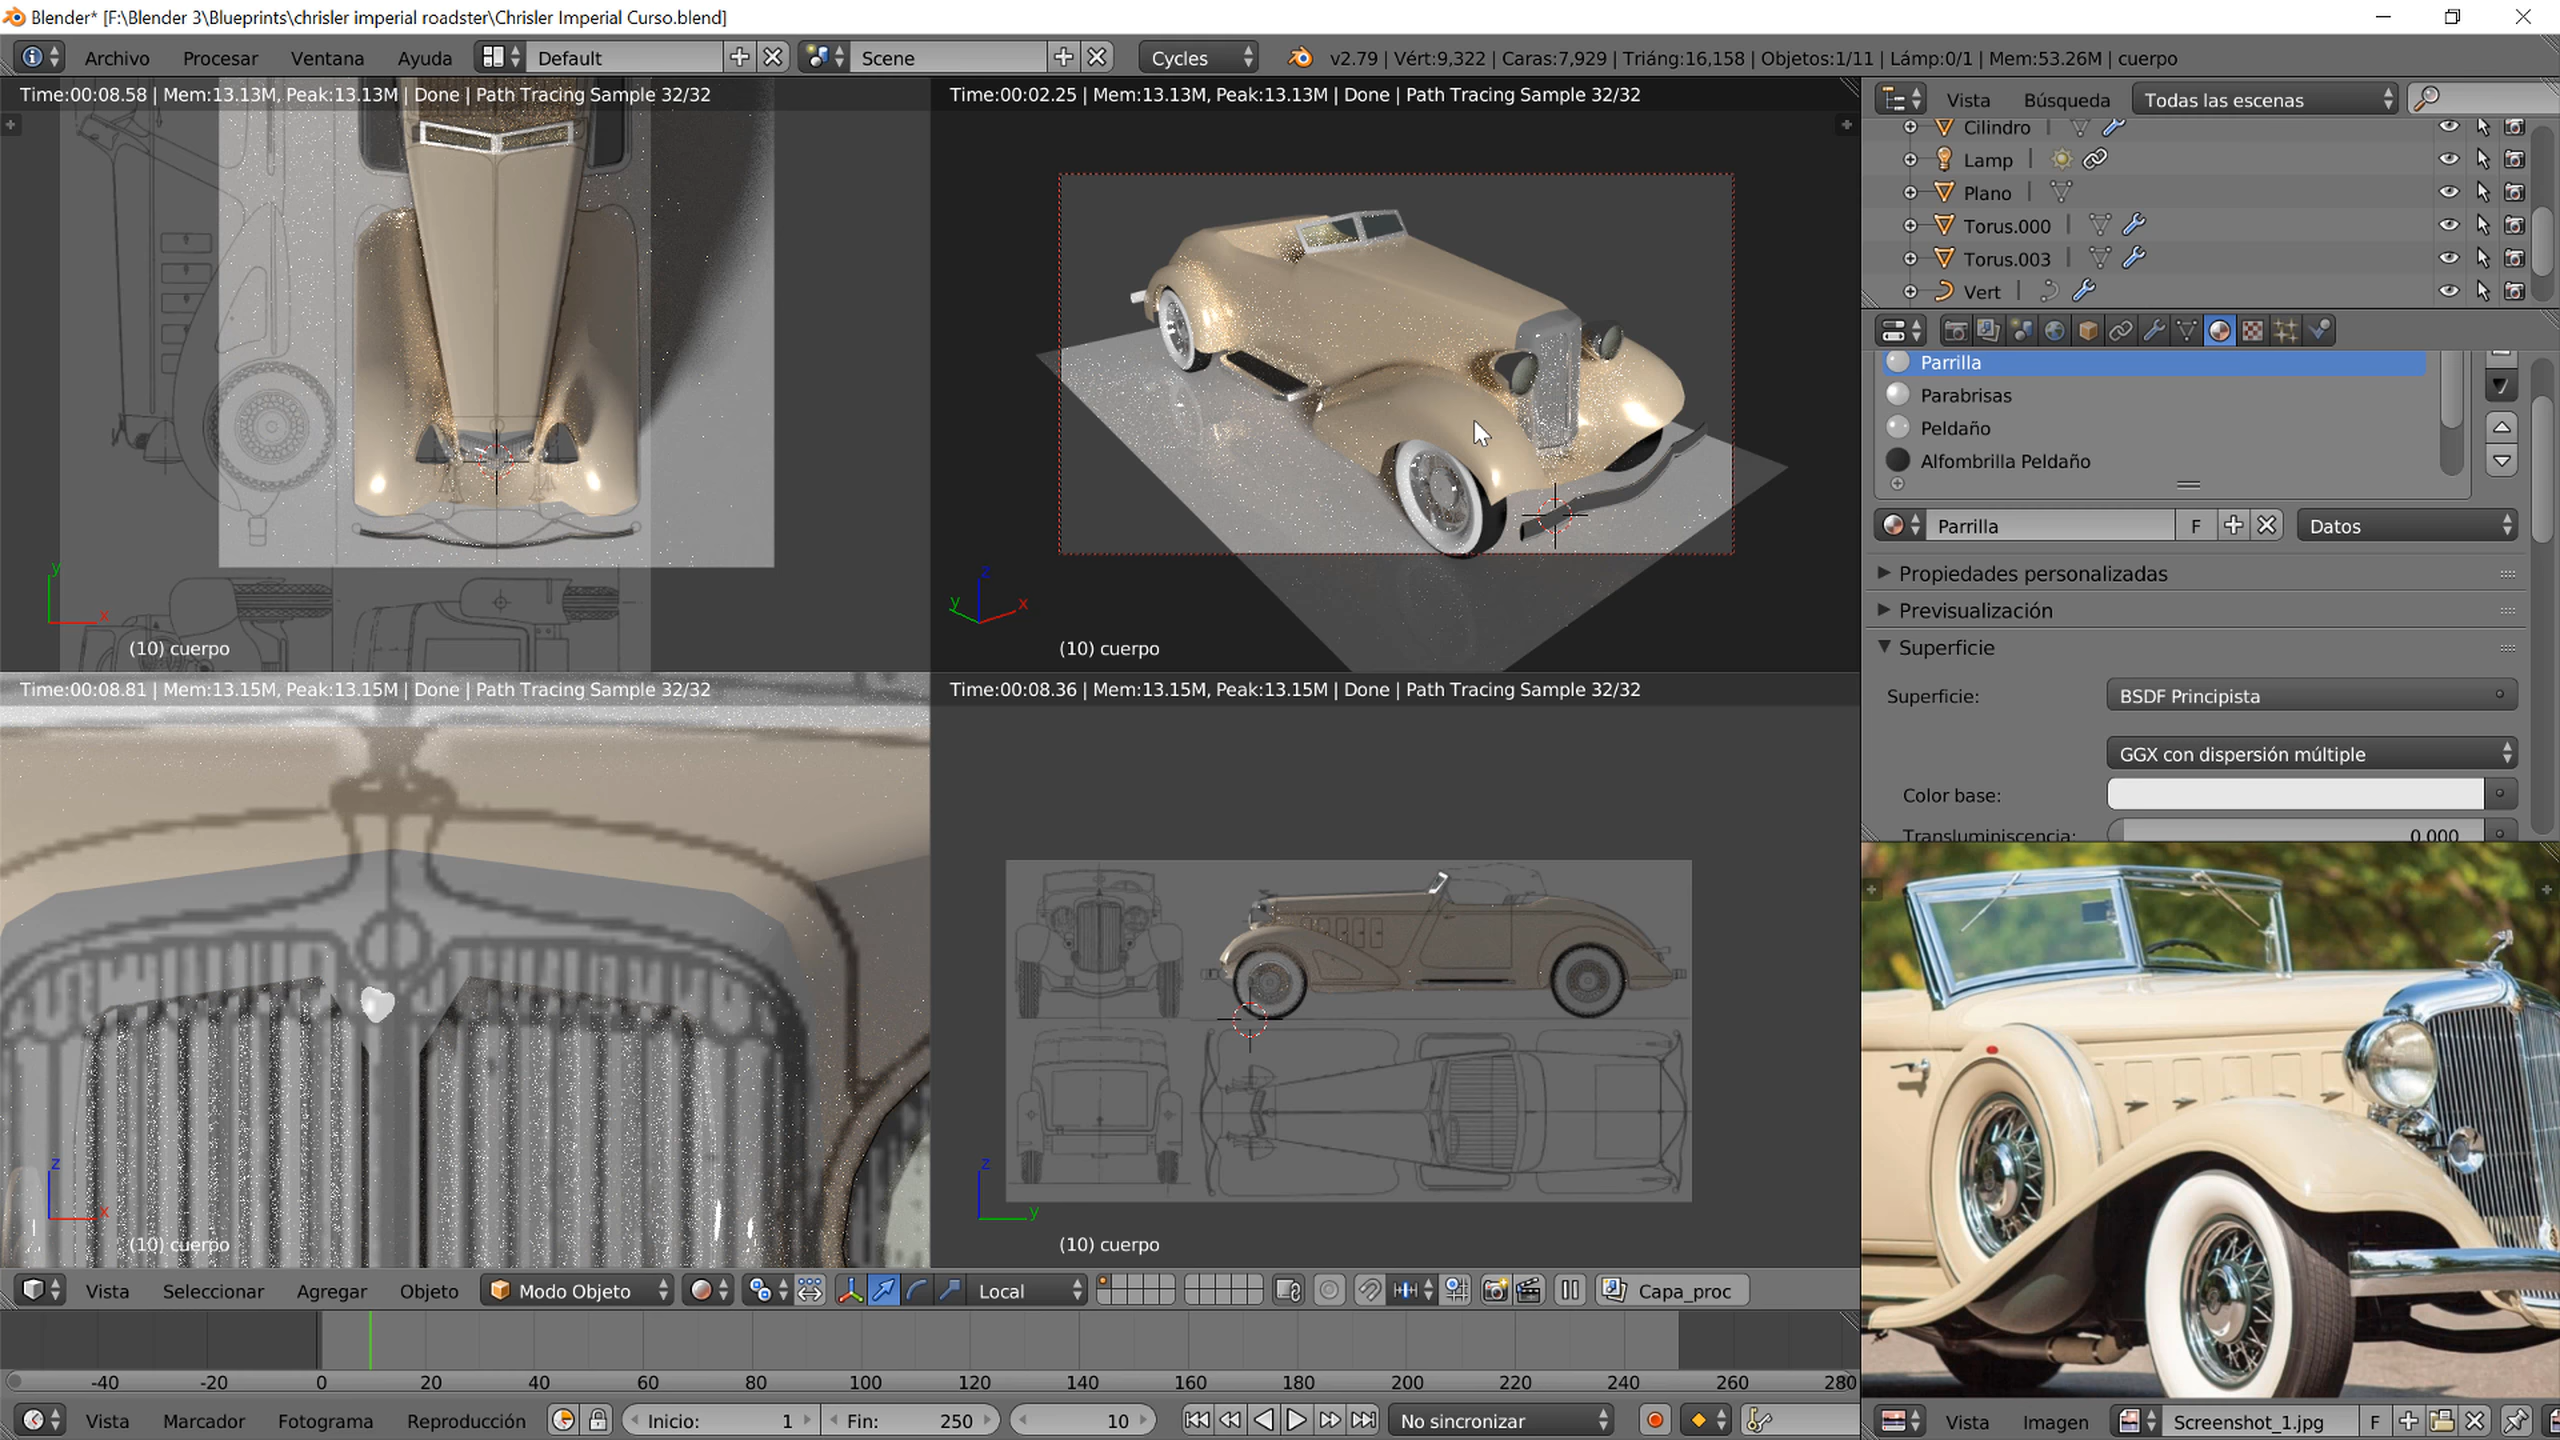 Blender* [F:\Blender 3\Blueprints\chrisler imperial roadster\Chrisler Imperial Curso.blend]
Archivo Procesar Ventana Ayuda Default Scene Cycles v2.79 | Vért:9,322 | Caras:7,929 | Triáng:16,158 | Objetos:1/11 | Lámp:0/1 | Mem:53.26M | cuerpo
Time:00:08.58 | Mem:13.13M, Peak:13.13M | Done | Path Tracing Sample 32/32
Time:00:02.25 | Mem:13.13M, Peak:13.13M | Done | Path Tracing Sample 32/32
Vista Búsqueda Todas las escenas
Cilindro
Lamp
Plano
Torus.000
Torus.003
Vert
Parrilla
Parabrisas
Peldaño
Alfombrilla Peldaño
Parrilla F Datos
Propiedades personalizadas
Previsualización
Superficie
Superficie: BSDF Principista
GGX con dispersión múltiple
Color base:
Transluminiscencia: 0.000
y
x
(10) cuerpo
z
y
x
(10) cuerpo
Time:00:08.81 | Mem:13.15M, Peak:13.15M | Done | Path Tracing Sample 32/32
Time:00:08.36 | Mem:13.15M, Peak:13.15M | Done | Path Tracing Sample 32/32
z
x
(10) cuerpo
z
y
(10) cuerpo
Vista Seleccionar Agregar Objeto Modo Objeto Local Capa_proc
-40 -20 0 20 40 60 80 100 120 140 160 180 200 220 240 260 280
Vista Marcador Fotograma Reproducción Inicio: 1 Fin: 250 10 No sincronizar
Vista Imagen Screenshot_1.jpg F